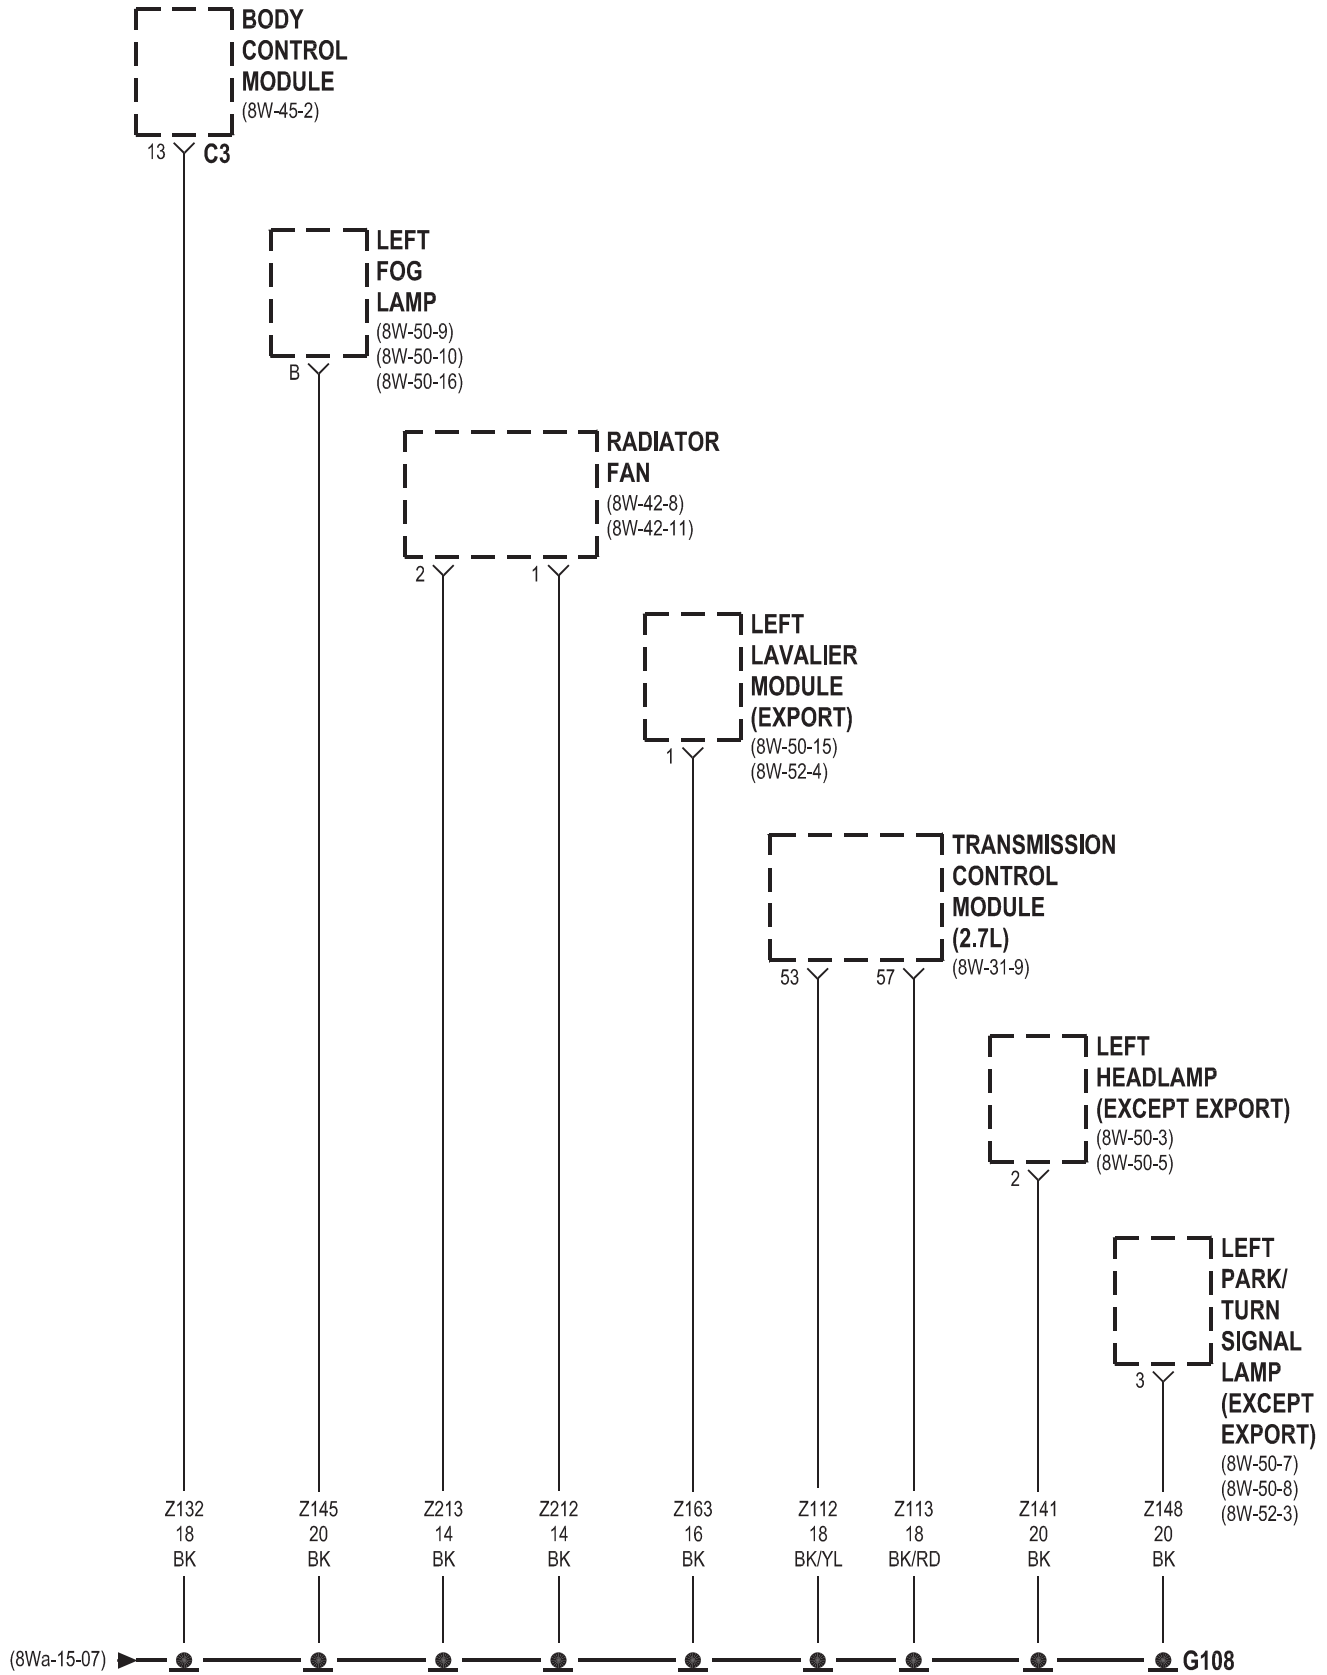 BODY
CONTROL
MODULE
(8W-45-2)
13
C3
LEFT
FOG
LAMP
(8W-50-9)
(8W-50-10)
(8W-50-16)
B
RADIATOR
FAN
(8W-42-8)
(8W-42-11)
2
1
LEFT
LAVALIER
MODULE
(EXPORT)
(8W-50-15)
(8W-52-4)
1
TRANSMISSION
CONTROL
MODULE
(2.7L)
(8W-31-9)
53
57
LEFT
HEADLAMP
(EXCEPT EXPORT)
(8W-50-3)
(8W-50-5)
2
LEFT
PARK/
TURN
SIGNAL
LAMP
(EXCEPT
EXPORT)
(8W-50-7)
(8W-50-8)
(8W-52-3)
3
Z132
18
BK
Z145
20
BK
Z213
14
BK
Z212
14
BK
Z163
16
BK
Z112
18
BK/YL
Z113
18
BK/RD
Z141
20
BK
Z148
20
BK
(8Wa-15-07)
G108